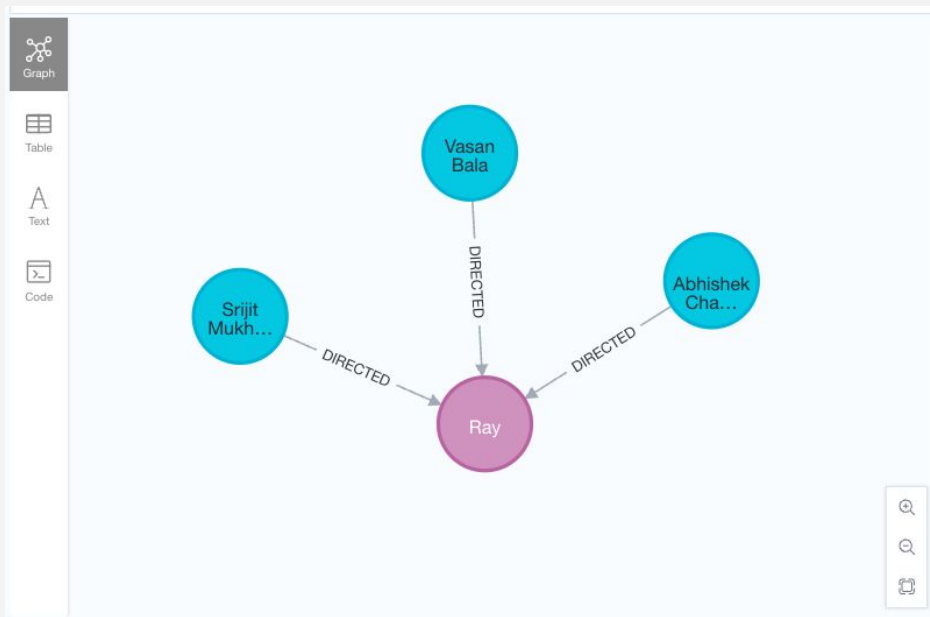 Graph
Table
Text
Code
Vasan
Bala
DIRECTED
Abhishek
Cha...
DIRECTED
Srijit
Mukh...
DIRECTED
Ray